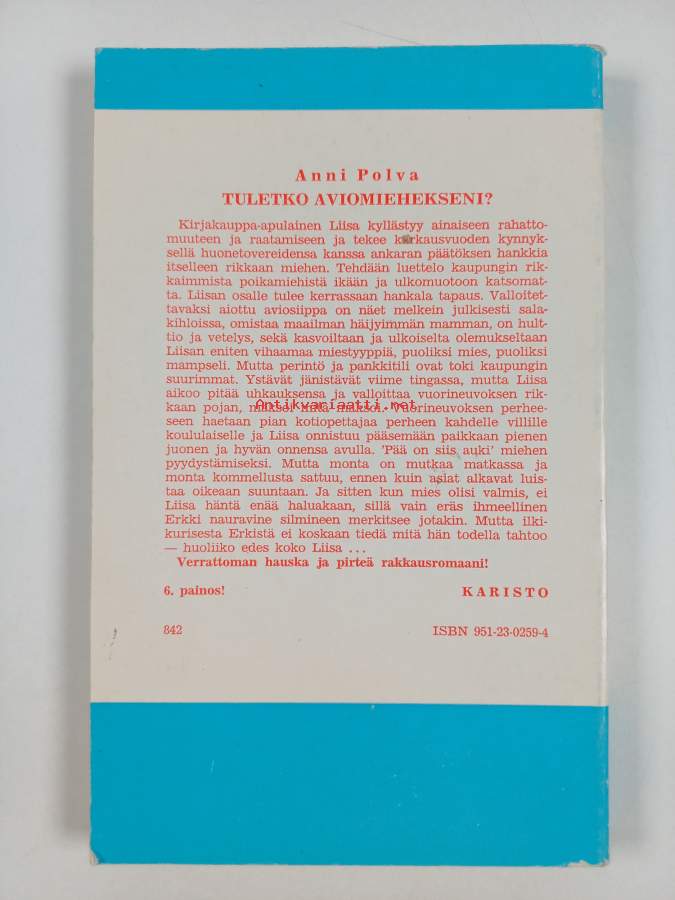 Anni Polva
TULETKO AVIOMIEHEKSENI?
Kirjakauppa-apulainen Liisa kyllästyy ainaiseen rahatto-
muuteen ja raatamiseen ja tekee karkausvuoden kynnyk-
sellä huonetovereidensa kanssa ankaran päätöksen hankkia
itselleen rikkaan miehen. Tehdään luettelo kaupungin rik-
kaimmista poikamiehistä ikään ja ulkomuotoon katsomat-
ta. Liisan osalle tulee kerrassaan hankala tapaus. Valloitet-
tavaksi aiottu aviosiippa on näet melkein julkisesti sala-
kihloissa, omistaa maailman häijyimmän mamman, on hult-
tio ja vetelys, sekä kasvoiltaan ja ulkoiselta olemukseltaan
Liisan eniten vihaamaa miestyyppiä, puoliksi mies, puoliksi
mampseli. Mutta perintö ja pankkitili ovat toki kaupungin
suurimmat. Ystävät jänistävät viime tingassa, mutta Liisa
aikoo pitää uhkauksensa ja valloittaa vuorineuvoksen rik-
kaan pojan, maksoi mitä maksoi. Vuorineuvoksen perhee-
Antikvariaatti.net
seen haetaan pian kotiopettajaa perheen kahdelle villille
koululaiselle ja Liisa onnistuu pääsemään paikkaan pienen
juonen ja hyvän onnensa avulla. 'Pää on siis auki' miehen
pyydystämiseksi. Mutta monta on mutkaa matkassa ja
monta kommellusta sattuu, ennen kuin asiat alkavat luis-
taa oikeaan suuntaan. Ja sitten kun mies olisi valmis, ei
Liisa häntä enää haluakaan, sillä vain eräs ihmeellinen
Erkki nauravine silmineen merkitsee jotakin. Mutta ilki-
kurisesta Erkistä ei koskaan tiedä mitä hän todella tahtoo
— huoliiko edes koko Liisa ...
Verrattoman hauska ja pirteä rakkausromaani!
6. painos! KARISTO
842 ISBN 951-23-0259-4